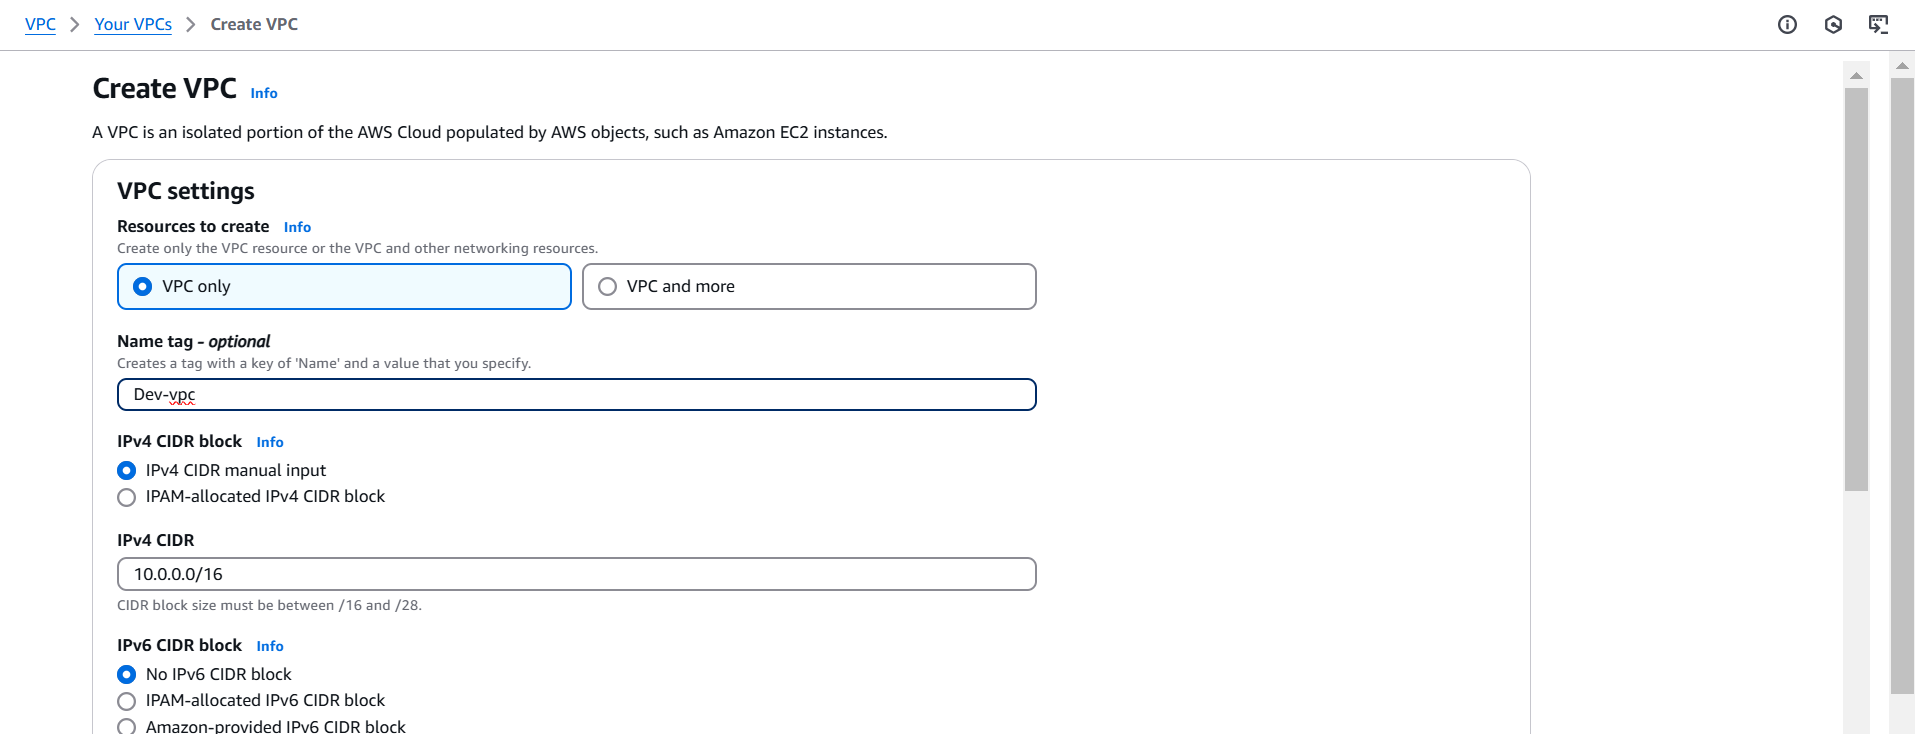 VPC > Your VPCs > Create VPC
Create VPC Info
A VPC is an isolated portion of the AWS Cloud populated by AWS objects, such as Amazon EC2 instances.
VPC settings
Resources to create Info
Create only the VPC resource or the VPC and other networking resources.
VPC only
VPC and more
Name tag - optional
Creates a tag with a key of 'Name' and a value that you specify.
Dev-vpc
IPv4 CIDR block Info
IPv4 CIDR manual input
IPAM-allocated IPv4 CIDR block
IPv4 CIDR
10.0.0.0/16
CIDR block size must be between /16 and /28.
IPv6 CIDR block Info
No IPv6 CIDR block
IPAM-allocated IPv6 CIDR block
Amazon-provided IPv6 CIDR block